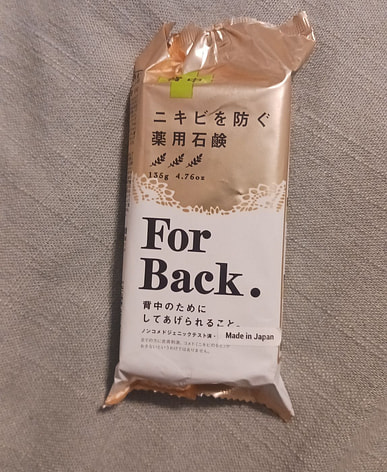 ニキビを防ぐ
薬用石鹸
135g 4.76oz
For
Back.
背中のために
してあげられること。
ノンコメドジェニックテスト済・
Made in Japan